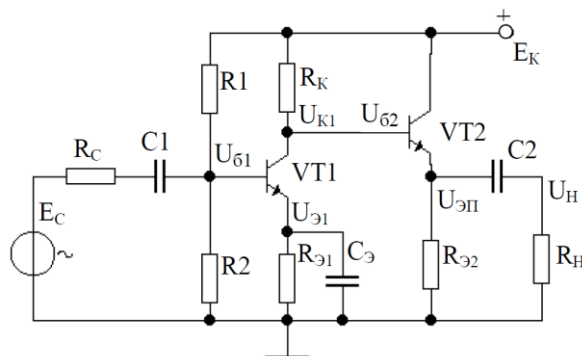 +
E_К
R1
R_К
U_К1
U_б2
VT2
R_С
C1
U_б1
VT1
C2
U_Э1
U_ЭП
U_Н
E_С
~
R2
R_Э1
C_Э
R_Э2
R_Н